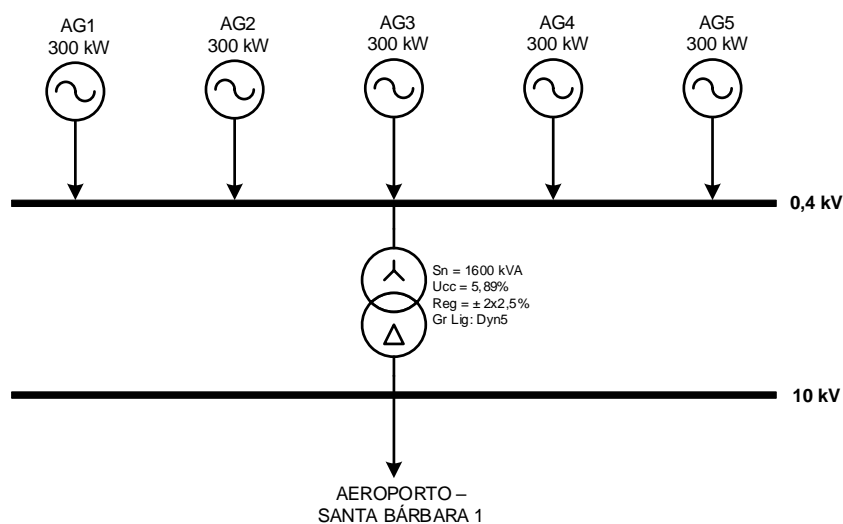 AG1
300 kW
AG2
300 kW
AG3
300 kW
AG4
300 kW
AG5
300 kW
0,4 kV
Sn = 1600 kVA
Ucc = 5,89%
Reg = ± 2x2,5%
Gr Lig: Dyn5
10 kV
AEROPORTO –
SANTA BÁRBARA 1